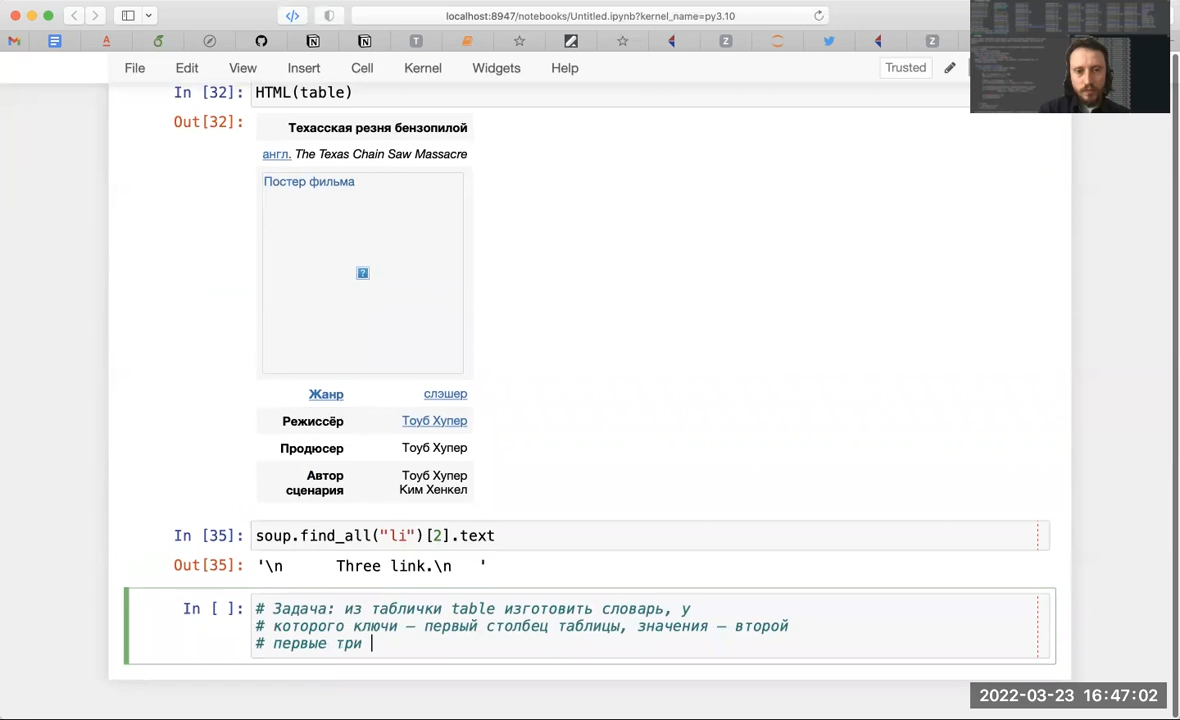 localhost:8947/notebooks/Untitled.ipynb?kernel_name=py3.10
File Edit View Insert Cell Kernel Widgets Help Trusted
In [32]: HTML(table)
Out[32]:
Техасская резня бензопилой
англ. The Texas Chain Saw Massacre
Постер фильма
?
Жанр слэшер
Режиссёр Тоуб Хупер
Продюсер Тоуб Хупер
Автор Тоуб Хупер
сценария Ким Хенкел
In [35]: soup.find_all("li")[2].text
Out[35]: '\n      Three link.\n   '
In [ ]: # Задача: из таблички table изготовить словарь, у
# которого ключи — первый столбец таблицы, значения — второй
# первые три
2022-03-23 16:47:02